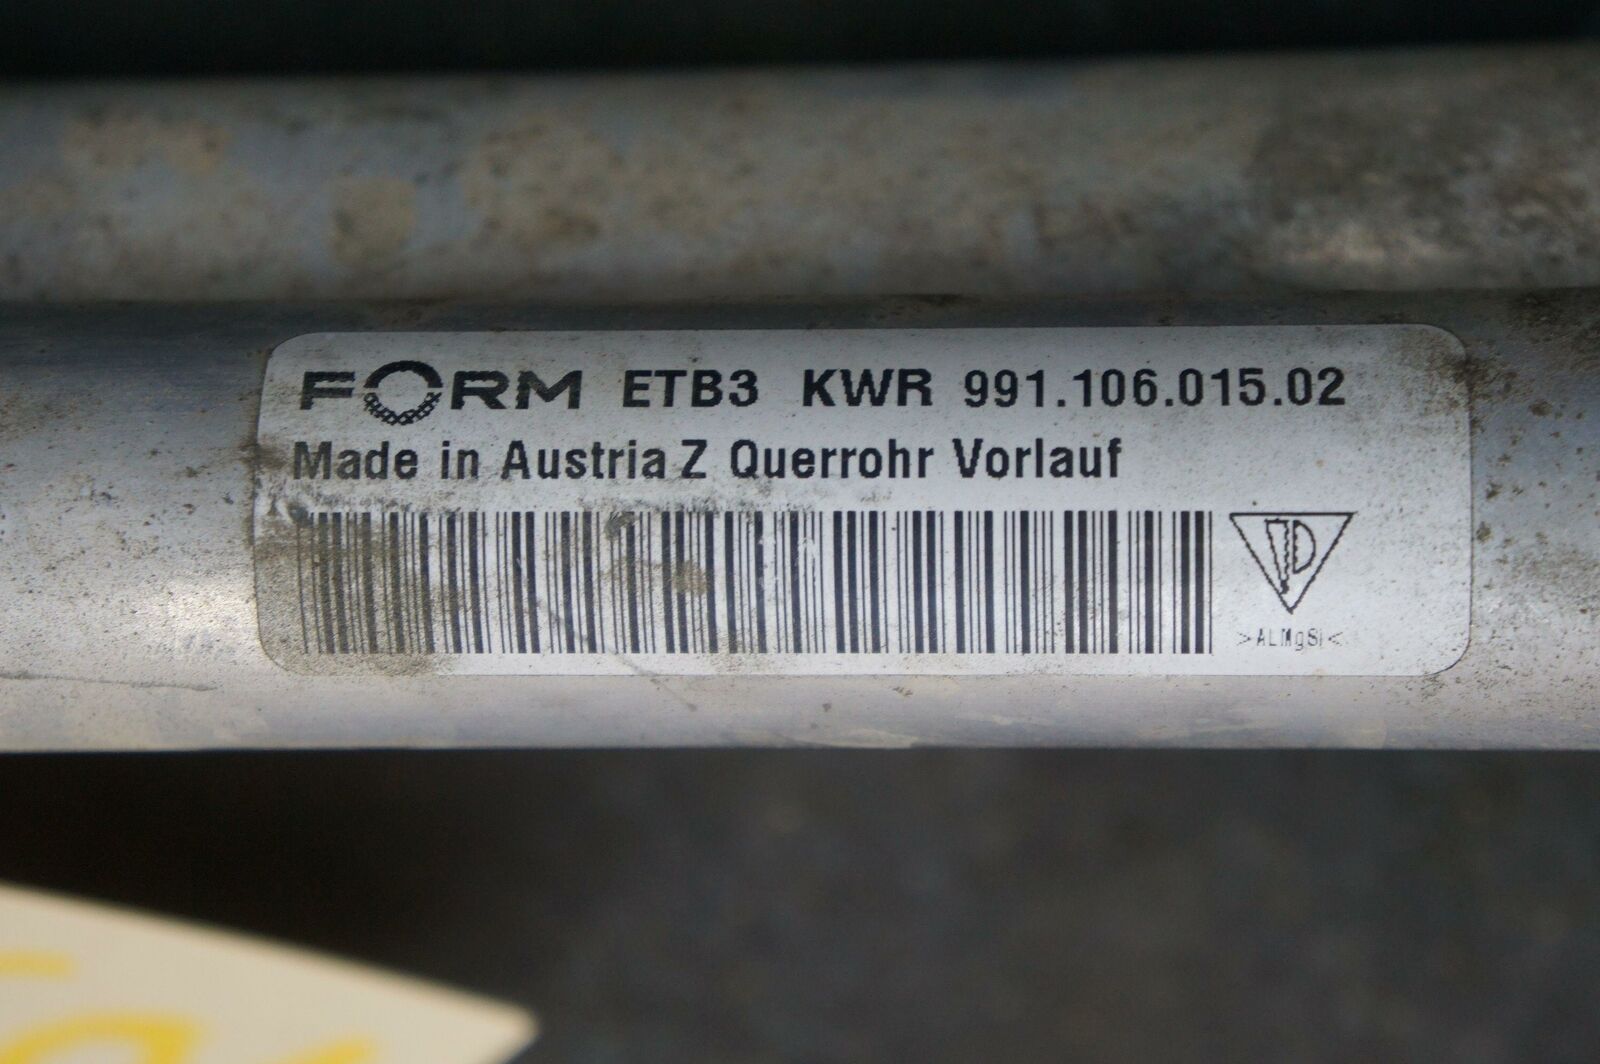 FORM ETB3 KWR 991.106.015.02
Made in Austria Z Querrohr Vorlauf
>ALMgSi<